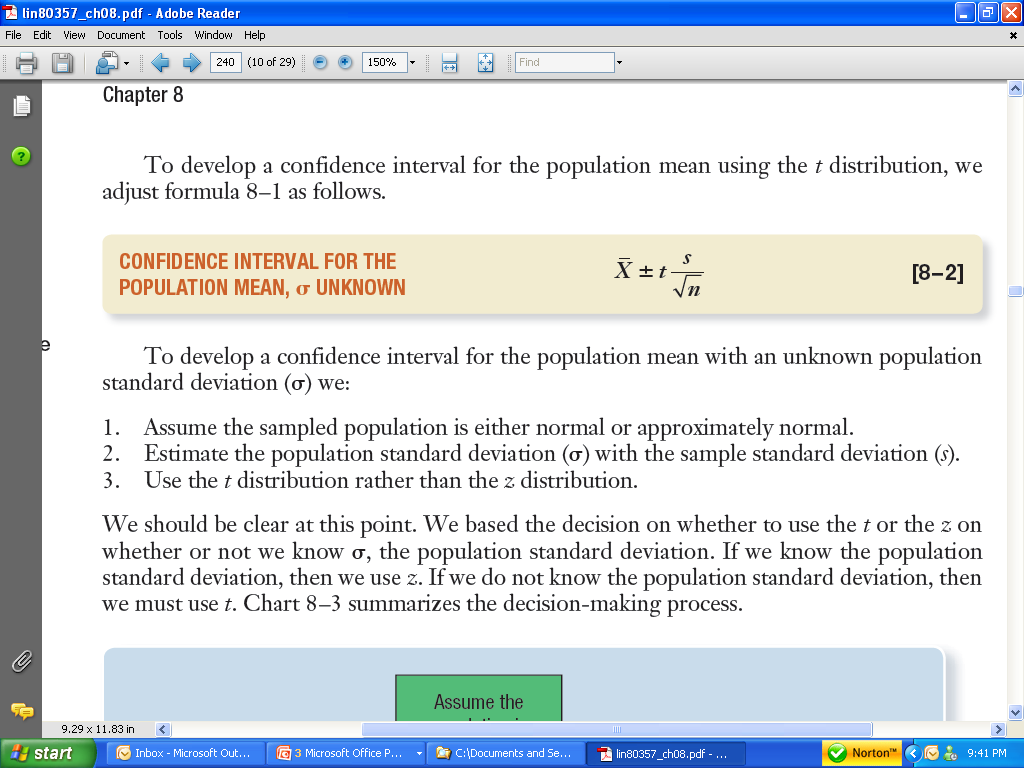 lin80357_ch08.pdf - Adobe Reader
File Edit View Document Tools Window Help
240 (10 of 29) 150% Find
Chapter 8
To develop a confidence interval for the population mean using the t distribution, we
adjust formula 8–1 as follows.
CONFIDENCE INTERVAL FOR THE
POPULATION MEAN, σ UNKNOWN
X̄ ± t s/√n
[8–2]
e
To develop a confidence interval for the population mean with an unknown population
standard deviation (σ) we:
1. Assume the sampled population is either normal or approximately normal.
2. Estimate the population standard deviation (σ) with the sample standard deviation (s).
3. Use the t distribution rather than the z distribution.
We should be clear at this point. We based the decision on whether to use the t or the z on
whether or not we know σ, the population standard deviation. If we know the population
standard deviation, then we use z. If we do not know the population standard deviation, then
we must use t. Chart 8–3 summarizes the decision-making process.
Assume the
9.29 x 11.83 in
start Inbox - Microsoft Out... 3 Microsoft Office P... C:\Documents and Se... lin80357_ch08.pdf - ... Norton™ 9:41 PM